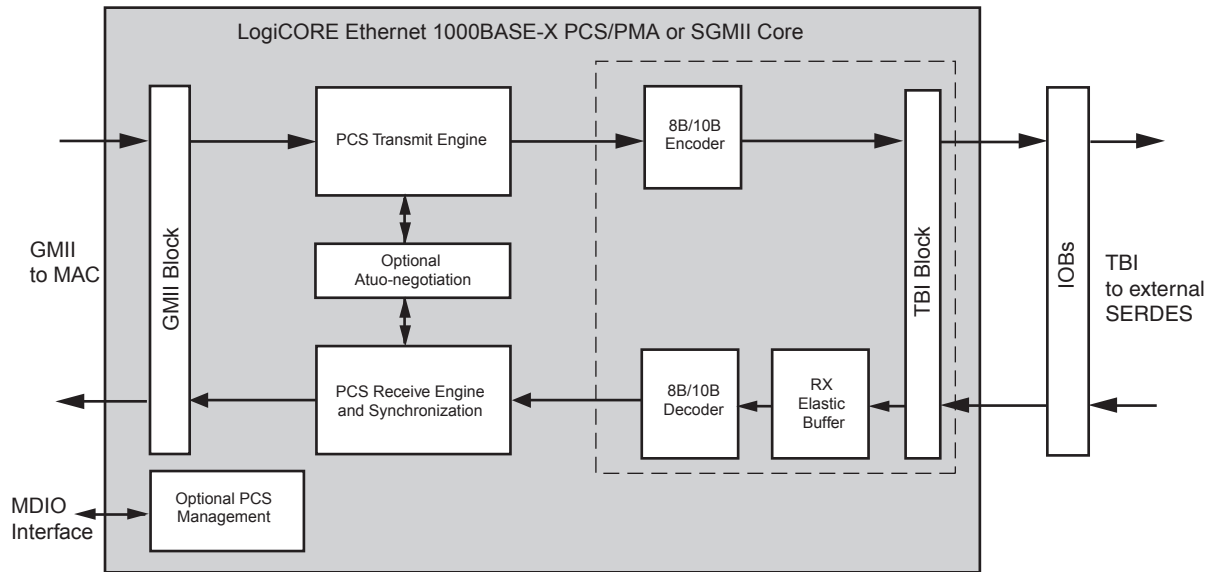 LogiCORE Ethernet 1000BASE-X PCS/PMA or SGMII Core
GMII
to MAC
GMII Block
PCS Transmit Engine
8B/10B
Encoder
Optional
Atuo-negotiation
TBI Block
IOBs
TBI
to external
SERDES
PCS Receive Engine
and Synchronization
8B/10B
Decoder
RX
Elastic
Buffer
MDIO
Interface
Optional PCS
Management